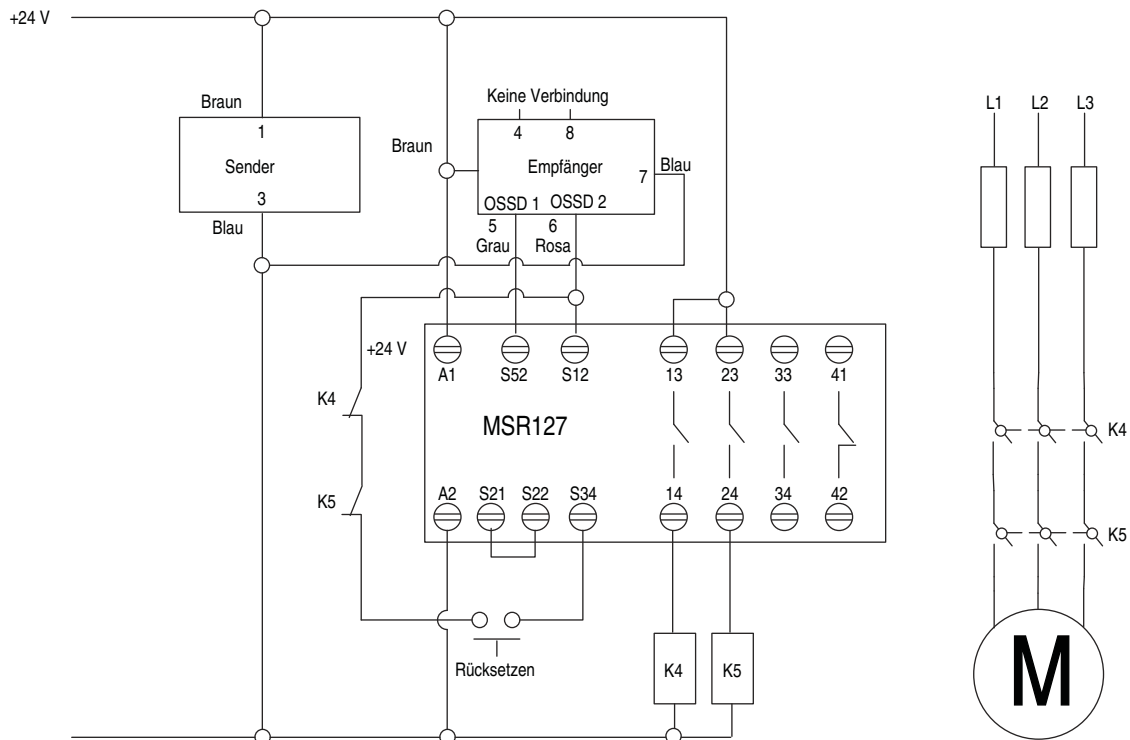 +24 V
Braun
1
Sender
3
Blau
Keine Verbindung
4 8
Braun
Empfänger
7
Blau
OSSD 1 OSSD 2
5 6
Grau Rosa
+24 V
A1 S52 S12 13 23 33 41
K4
MSR127
K5
A2 S21 S22 S34 14 24 34 42
Rücksetzen
K4 K5
L1 L2 L3
K4
K5
M